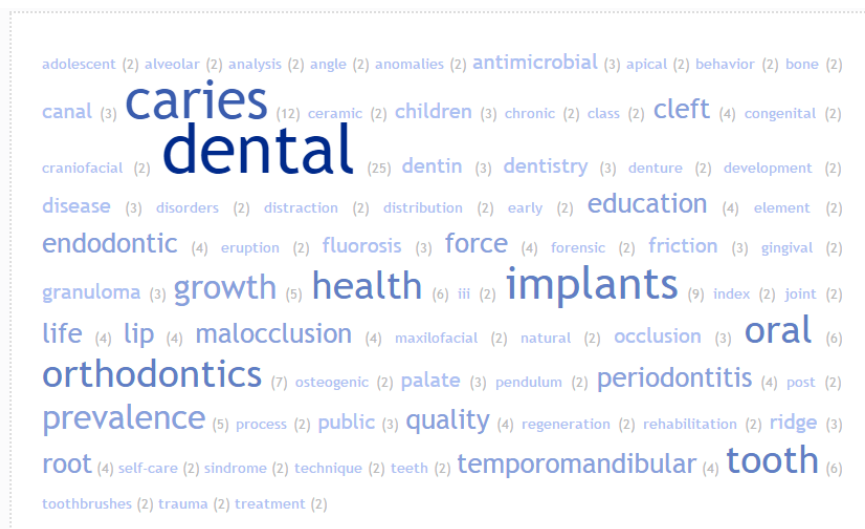 adolescent (2) alveolar (2) analysis (2) angle (2) anomalies (2) antimicrobial (3) apical (2) behavior (2) bone (2)
canal (3) caries (12) ceramic (2) children (3) chronic (2) class (2) cleft (4) congenital (2)
craniofacial (2) dental (25) dentin (3) dentistry (3) denture (2) development (2)
disease (3) disorders (2) distraction (2) distribution (2) early (2) education (4) element (2)
endodontic (4) eruption (2) fluorosis (3) force (4) forensic (2) friction (3) gingival (2)
granuloma (3) growth (5) health (6) iii (2) implants (9) index (2) joint (2)
life (4) lip (4) malocclusion (4) maxilofacial (2) natural (2) occlusion (3) oral (6)
orthodontics (7) osteogenic (2) palate (3) pendulum (2) periodontitis (4) post (2)
prevalence (5) process (2) public (3) quality (4) regeneration (2) rehabilitation (2) ridge (3)
root (4) self-care (2) sindrome (2) technique (2) teeth (2) temporomandibular (4) tooth (6)
toothbrushes (2) trauma (2) treatment (2)